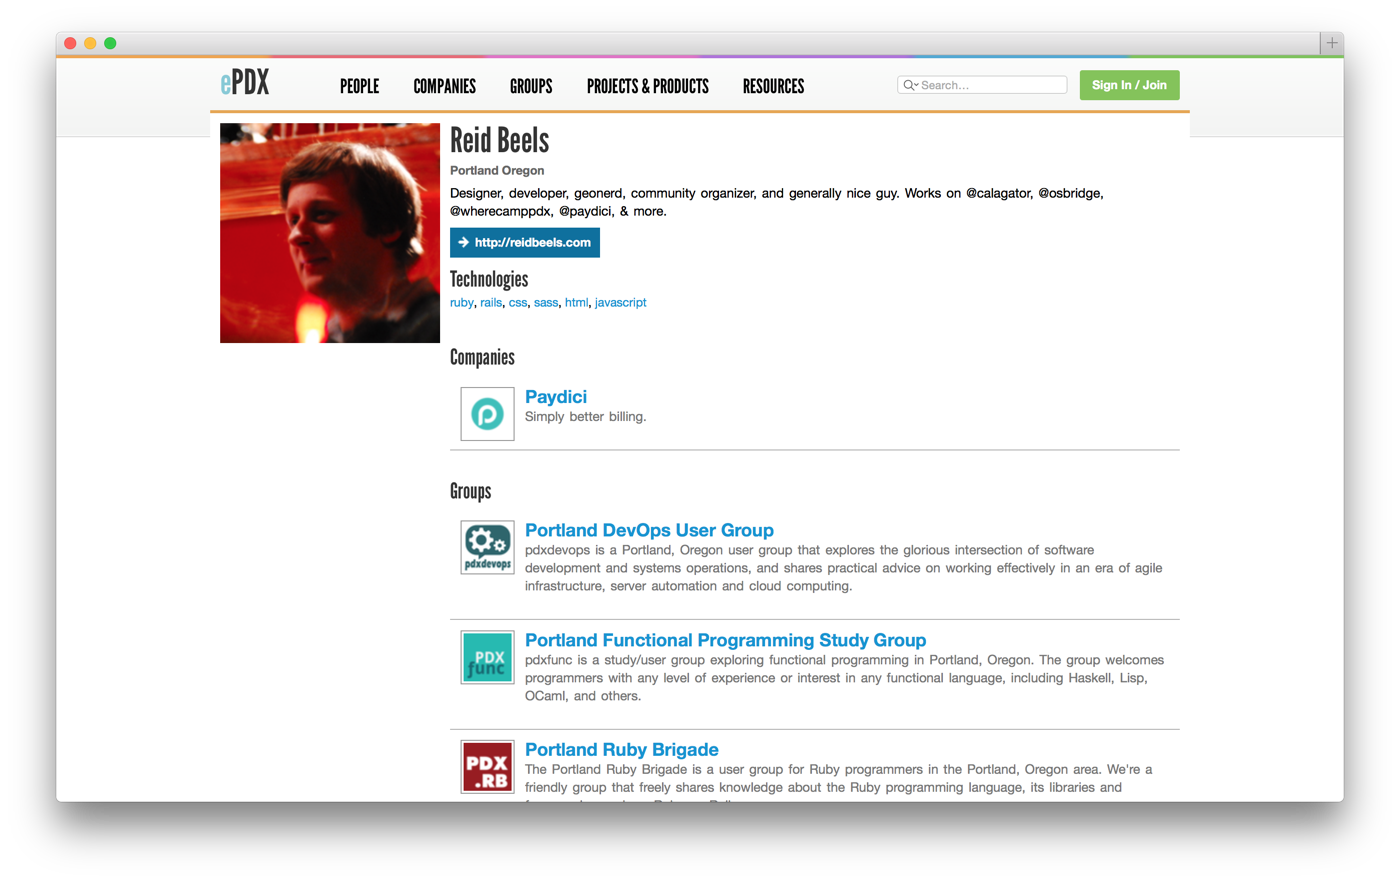 ePDX
PEOPLE
COMPANIES
GROUPS
PROJECTS & PRODUCTS
RESOURCES
Search...
Sign In / Join
Reid Beels
Portland Oregon
Designer, developer, geonerd, community organizer, and generally nice guy. Works on @calagator, @osbridge,
@wherecamppdx, @paydici, & more.
http://reidbeels.com
Technologies
ruby, rails, css, sass, html, javascript
Companies
Paydici
Simply better billing.
Groups
pdxdevops
Portland DevOps User Group
pdxdevops is a Portland, Oregon user group that explores the glorious intersection of software
development and systems operations, and shares practical advice on working effectively in an era of agile
infrastructure, server automation and cloud computing.
PDX
func
Portland Functional Programming Study Group
pdxfunc is a study/user group exploring functional programming in Portland, Oregon. The group welcomes
programmers with any level of experience or interest in any functional language, including Haskell, Lisp,
OCaml, and others.
PDX
.RB
Portland Ruby Brigade
The Portland Ruby Brigade is a user group for Ruby programmers in the Portland, Oregon area. We're a
friendly group that freely shares knowledge about the Ruby programming language, its libraries and